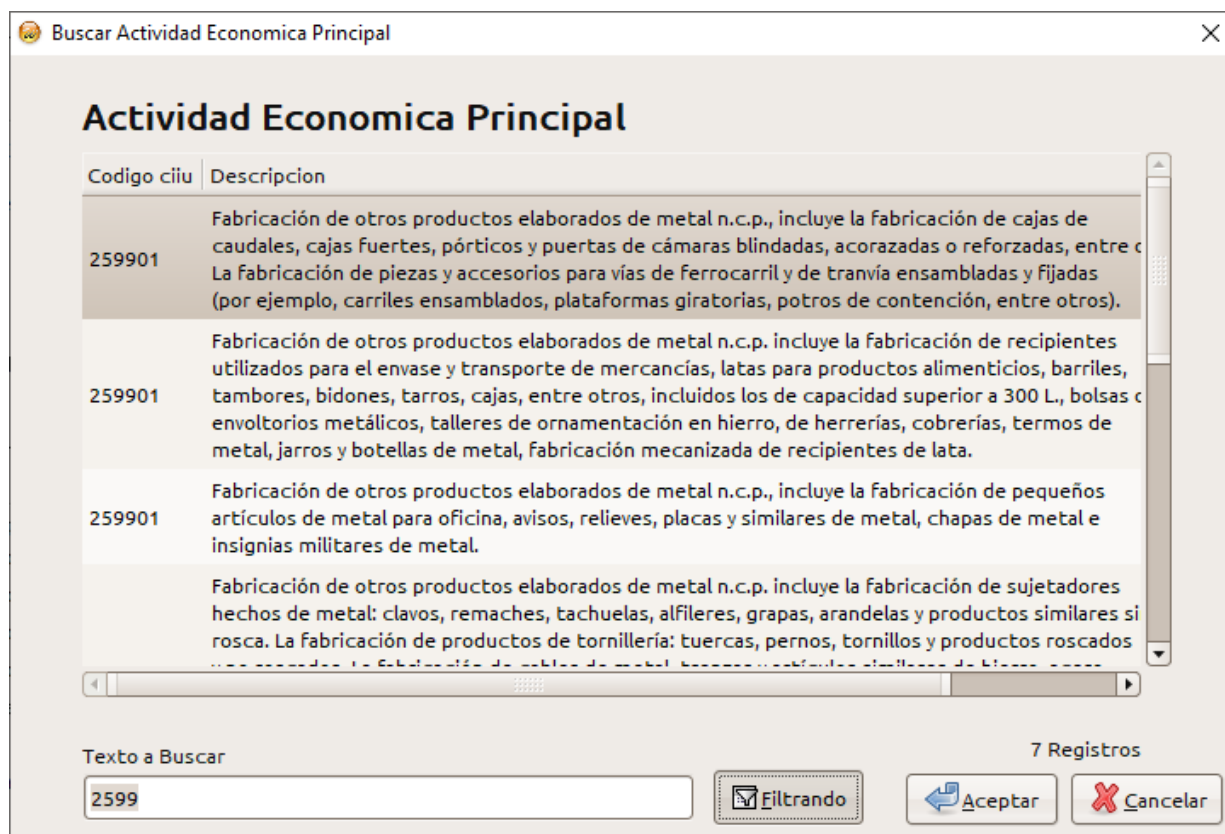 Buscar Actividad Economica Principal
Actividad Economica Principal
Codigo ciiu Descripcion
259901
Fabricación de otros productos elaborados de metal n.c.p., incluye la fabricación de cajas de
caudales, cajas fuertes, pórticos y puertas de cámaras blindadas, acorazadas o reforzadas, entre
La fabricación de piezas y accesorios para vías de ferrocarril y de tranvía ensambladas y fijadas
(por ejemplo, carriles ensamblados, plataformas giratorias, potros de contención, entre otros).
259901
Fabricación de otros productos elaborados de metal n.c.p. incluye la fabricación de recipientes
utilizados para el envase y transporte de mercancías, latas para productos alimenticios, barriles,
tambores, bidones, tarros, cajas, entre otros, incluidos los de capacidad superior a 300 L., bolsas
envoltorios metálicos, talleres de ornamentación en hierro, de herrerías, cobrerías, termos de
metal, jarros y botellas de metal, fabricación mecanizada de recipientes de lata.
259901
Fabricación de otros productos elaborados de metal n.c.p., incluye la fabricación de pequeños
artículos de metal para oficina, avisos, relieves, placas y similares de metal, chapas de metal e
insignias militares de metal.
Fabricación de otros productos elaborados de metal n.c.p. incluye la fabricación de sujetadores
hechos de metal: clavos, remaches, tachuelas, alfileres, grapas, arandelas y productos similares si
rosca. La fabricación de productos de tornillería: tuercas, pernos, tornillos y productos roscados
Texto a Buscar
7 Registros
2599
Filtrando
Aceptar
Cancelar